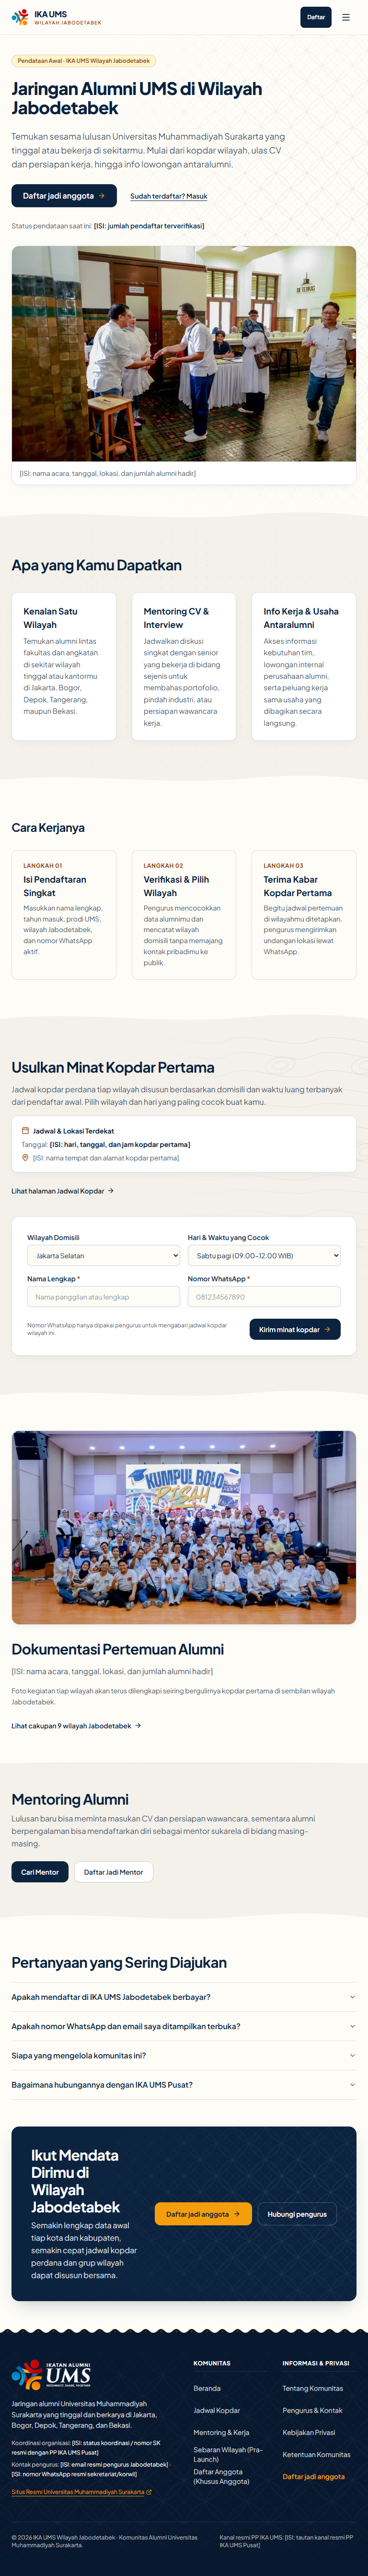 IKA UMS
WILAYAH JABODETABEK
Daftar
Pendataan Awal · IKA UMS Wilayah Jabodetabek
Jaringan Alumni UMS di Wilayah
Jabodetabek
Temukan sesama lulusan Universitas Muhammadiyah Surakarta yang
tinggal atau bekerja di sekitarmu. Mulai dari kopdar wilayah, ulas CV
dan persiapan kerja, hingga info lowongan antaralumni.
Daftar jadi anggota
Sudah terdaftar? Masuk
Status pendataan saat ini: [ISI: jumlah pendaftar terverifikasi]
[ISI: nama acara, tanggal, lokasi, dan jumlah alumni hadir]
Apa yang Kamu Dapatkan
Kenalan Satu
Wilayah
Temukan alumni lintas
fakultas dan angkatan
di sekitar wilayah
tinggal atau kantormu
di Jakarta, Bogor,
Depok, Tangerang,
maupun Bekasi.
Mentoring CV &
Interview
Jadwalkan diskusi
singkat dengan senior
yang bekerja di bidang
sejenis untuk
membahas portofolio,
pindah industri, atau
persiapan wawancara
kerja.
Info Kerja & Usaha
Antaralumni
Akses informasi
kebutuhan tim,
lowongan internal
perusahaan alumni,
serta peluang kerja
sama usaha yang
dibagikan secara
langsung.
Cara Kerjanya
LANGKAH 01
Isi Pendaftaran
Singkat
Masukkan nama lengkap,
tahun masuk, prodi UMS,
wilayah Jabodetabek,
dan nomor WhatsApp
aktif.
LANGKAH 02
Verifikasi & Pilih
Wilayah
Pengurus mencocokkan
data alumnimu dan
mencatat wilayah
domisili tanpa memajang
kontak pribadimu ke
publik.
LANGKAH 03
Terima Kabar
Kopdar Pertama
Begitu jadwal pertemuan
di wilayahmu ditetapkan,
pengurus mengirimkan
undangan lokasi lewat
WhatsApp.
Usulkan Minat Kopdar Pertama
Jadwal kopdar perdana tiap wilayah disusun berdasarkan domisili dan waktu luang terbanyak
dari pendaftar awal. Pilih wilayah dan hari yang paling cocok buat kamu.
Jadwal & Lokasi Terdekat
Tanggal: [ISI: hari, tanggal, dan jam kopdar pertama]
[ISI: nama tempat dan alamat kopdar pertama]
Lihat halaman Jadwal Kopdar
Wilayah Domisili
Jakarta Selatan
Hari & Waktu yang Cocok
Sabtu pagi (09.00–12.00 WIB)
Nama Lengkap *
Nama panggilan atau lengkap
Nomor WhatsApp *
081234567890
Nomor WhatsApp hanya dipakai pengurus untuk mengabari jadwal kopdar
wilayah ini.
Kirim minat kopdar
KUMPUL BOLO
PISAH
Dokumentasi Pertemuan Alumni
[ISI: nama acara, tanggal, lokasi, dan jumlah alumni hadir]
Foto kegiatan tiap wilayah akan terus dilengkapi seiring bergulirnya kopdar pertama di sembilan wilayah
Jabodetabek.
Lihat cakupan 9 wilayah Jabodetabek
Mentoring Alumni
Lulusan baru bisa meminta masukan CV dan persiapan wawancara, sementara alumni
berpengalaman bisa mendaftarkan diri sebagai mentor sukarela di bidang masing-
masing.
Cari Mentor
Daftar Jadi Mentor
Pertanyaan yang Sering Diajukan
Apakah mendaftar di IKA UMS Jabodetabek berbayar?
Apakah nomor WhatsApp dan email saya ditampilkan terbuka?
Siapa yang mengelola komunitas ini?
Bagaimana hubungannya dengan IKA UMS Pusat?
Ikut Mendata
Dirimu di
Wilayah
Jabodetabek
Semakin lengkap data awal
tiap kota dan kabupaten,
semakin cepat jadwal kopdar
perdana dan grup wilayah
dapat disusun bersama.
Daftar jadi anggota
Hubungi pengurus
IKATAN ALUMNI
UMS
Jaringan alumni Universitas Muhammadiyah
Surakarta yang tinggal dan berkarya di Jakarta,
Bogor, Depok, Tangerang, dan Bekasi.
Koordinasi organisasi: [ISI: status koordinasi / nomor SK
resmi dengan PP IKA UMS Pusat]
Kontak pengurus: [ISI: email resmi pengurus Jabodetabek] ·
[ISI: nomor WhatsApp resmi sekretariat/korwil]
Situs Resmi Universitas Muhammadiyah Surakarta
KOMUNITAS
Beranda
Jadwal Kopdar
Mentoring & Kerja
Sebaran Wilayah (Pra-
Launch)
Daftar Anggota
(Khusus Anggota)
INFORMASI & PRIVASI
Tentang Komunitas
Pengurus & Kontak
Kebijakan Privasi
Ketentuan Komunitas
Daftar jadi anggota
© 2026 IKA UMS Wilayah Jabodetabek · Komunitas Alumni Universitas
Muhammadiyah Surakarta.
Kanal resmi PP IKA UMS: [ISI: tautan kanal resmi PP
IKA UMS Pusat]